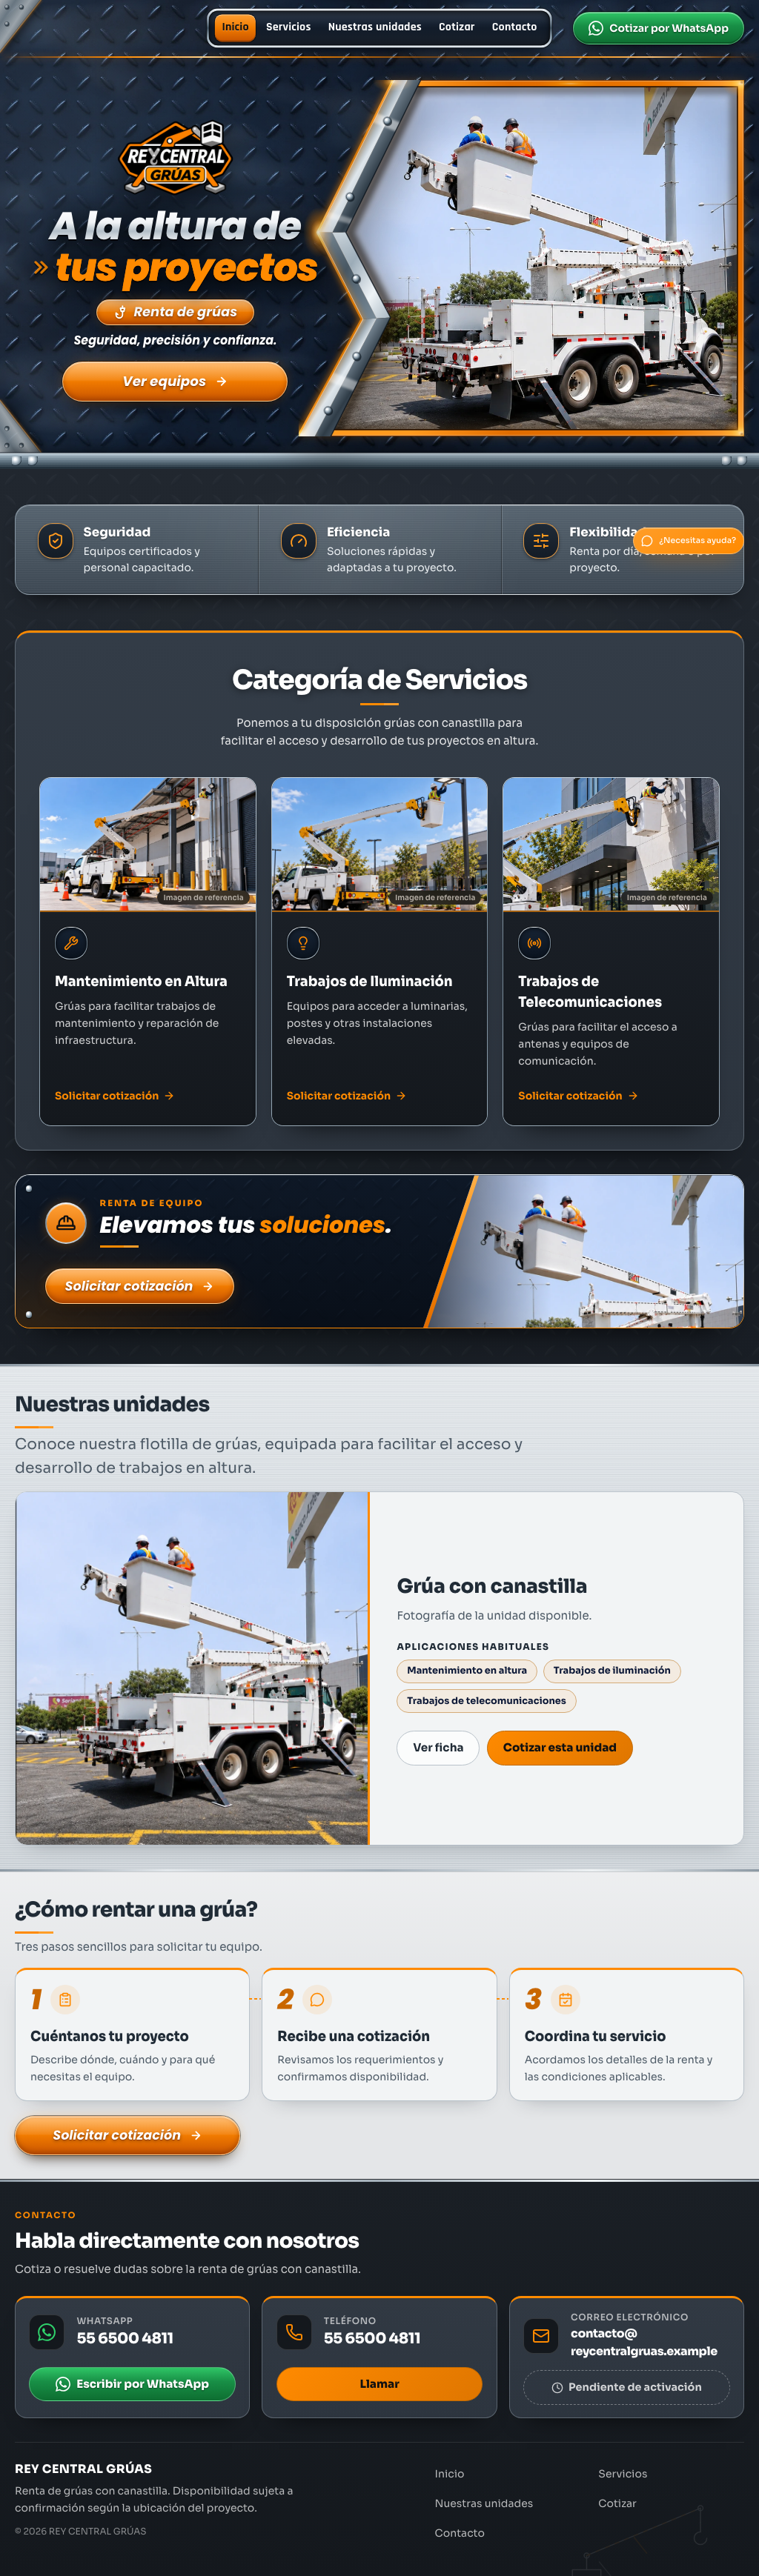 Inicio
Servicios
Nuestras unidades
Cotizar
Contacto
Cotizar por WhatsApp
REY CENTRAL
GRÚAS
A la altura de
» tus proyectos
Renta de grúas
Seguridad, precisión y confianza.
Ver equipos →
Seguridad
Equipos certificados y
personal capacitado.
Eficiencia
Soluciones rápidas y
adaptadas a tu proyecto.
Flexibilidad
Renta por día,
proyecto.
¿Necesitas ayuda?
Categoría de Servicios
Ponemos a tu disposición grúas con canastilla para
facilitar el acceso y desarrollo de tus proyectos en altura.
Imagen de referencia
Imagen de referencia
Imagen de referencia
Mantenimiento en Altura
Grúas para facilitar trabajos de
mantenimiento y reparación de
infraestructura.
Solicitar cotización →
Trabajos de Iluminación
Equipos para acceder a luminarias,
postes y otras instalaciones
elevadas.
Solicitar cotización →
Trabajos de
Telecomunicaciones
Grúas para facilitar el acceso a
antenas y equipos de
comunicación.
Solicitar cotización →
RENTA DE EQUIPO
Elevamos tus soluciones.
Solicitar cotización →
Nuestras unidades
Conoce nuestra flotilla de grúas, equipada para facilitar el acceso y
desarrollo de trabajos en altura.
Grúa con canastilla
Fotografía de la unidad disponible.
APLICACIONES HABITUALES
Mantenimiento en altura
Trabajos de iluminación
Trabajos de telecomunicaciones
Ver ficha
Cotizar esta unidad
¿Cómo rentar una grúa?
Tres pasos sencillos para solicitar tu equipo.
1
Cuéntanos tu proyecto
Describe dónde, cuándo y para qué
necesitas el equipo.
2
Recibe una cotización
Revisamos los requerimientos y
confirmamos disponibilidad.
3
Coordina tu servicio
Acordamos los detalles de la renta y
las condiciones aplicables.
Solicitar cotización →
CONTACTO
Habla directamente con nosotros
Cotiza o resuelve dudas sobre la renta de grúas con canastilla.
WHATSAPP
55 6500 4811
Escribir por WhatsApp
TELÉFONO
55 6500 4811
Llamar
CORREO ELECTRÓNICO
contacto@
reycentralgruas.example
Pendiente de activación
REY CENTRAL GRÚAS
Renta de grúas con canastilla. Disponibilidad sujeta a
confirmación según la ubicación del proyecto.
© 2026 REY CENTRAL GRÚAS
Inicio
Servicios
Nuestras unidades
Cotizar
Contacto